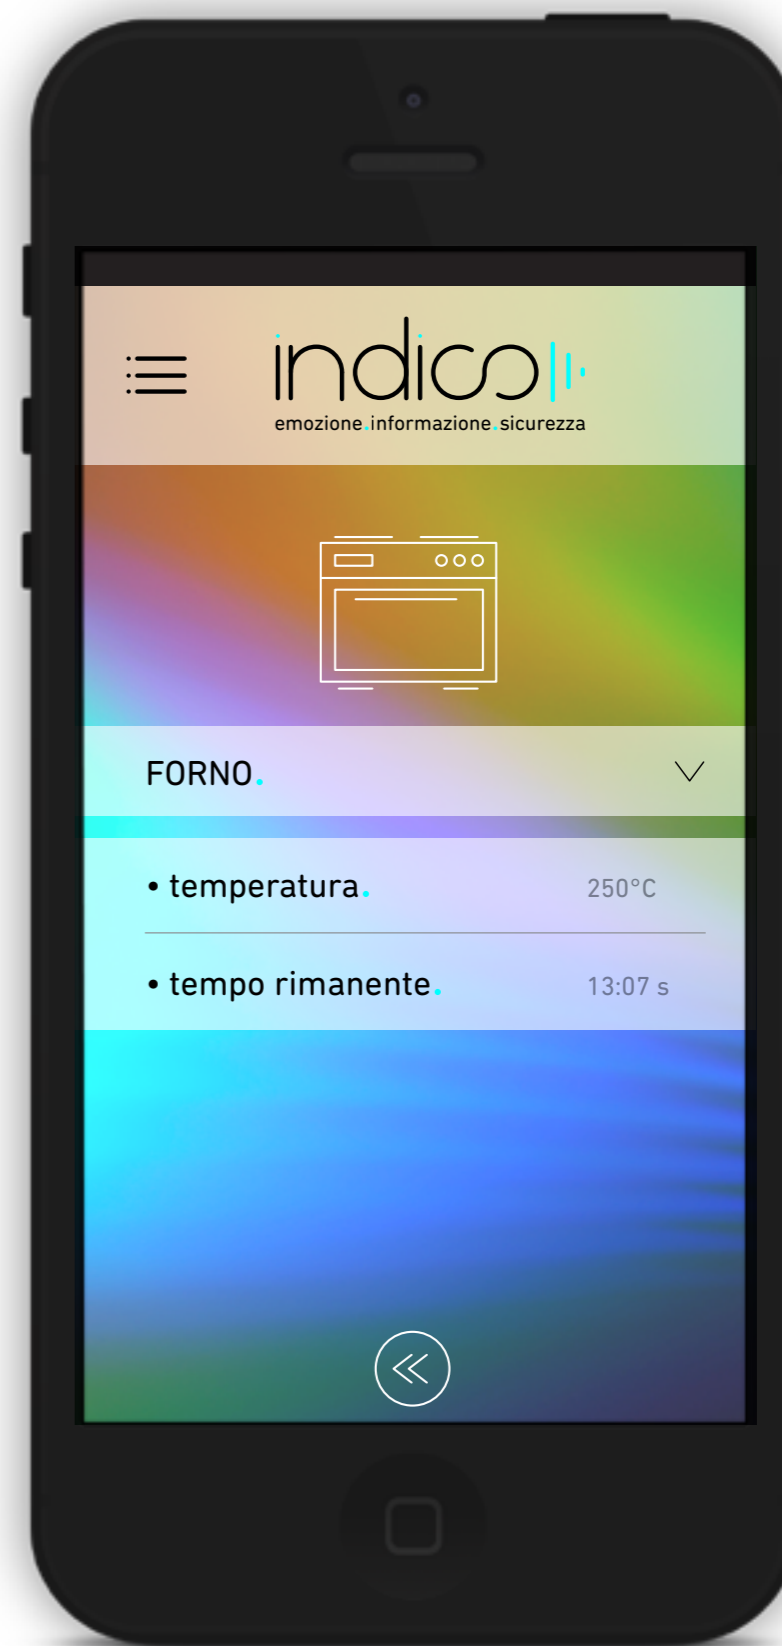 indico
emozione.informazione.sicurezza
FORNO.
• temperatura. 250°C
• tempo rimanente. 13:07 s